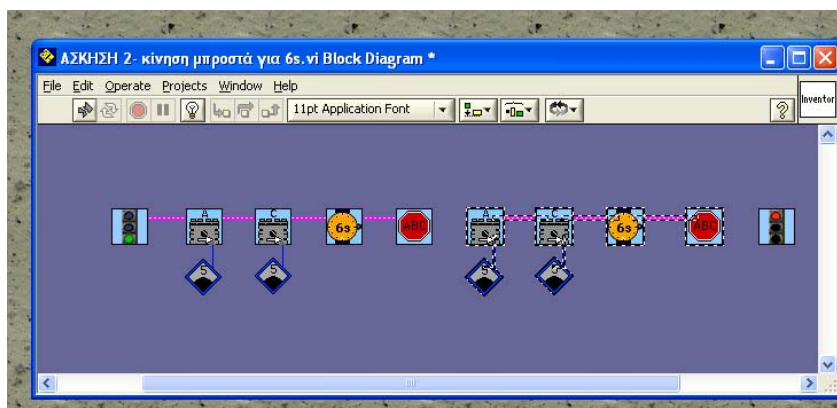 ΑΣΚΗΣΗ 2- κίνηση μπροστά για 6s.vi Block Diagram *
File Edit Operate Projects Window Help
11pt Application Font
Inventor
A C 6s ABC A C 6s ABC
5 5 5 5